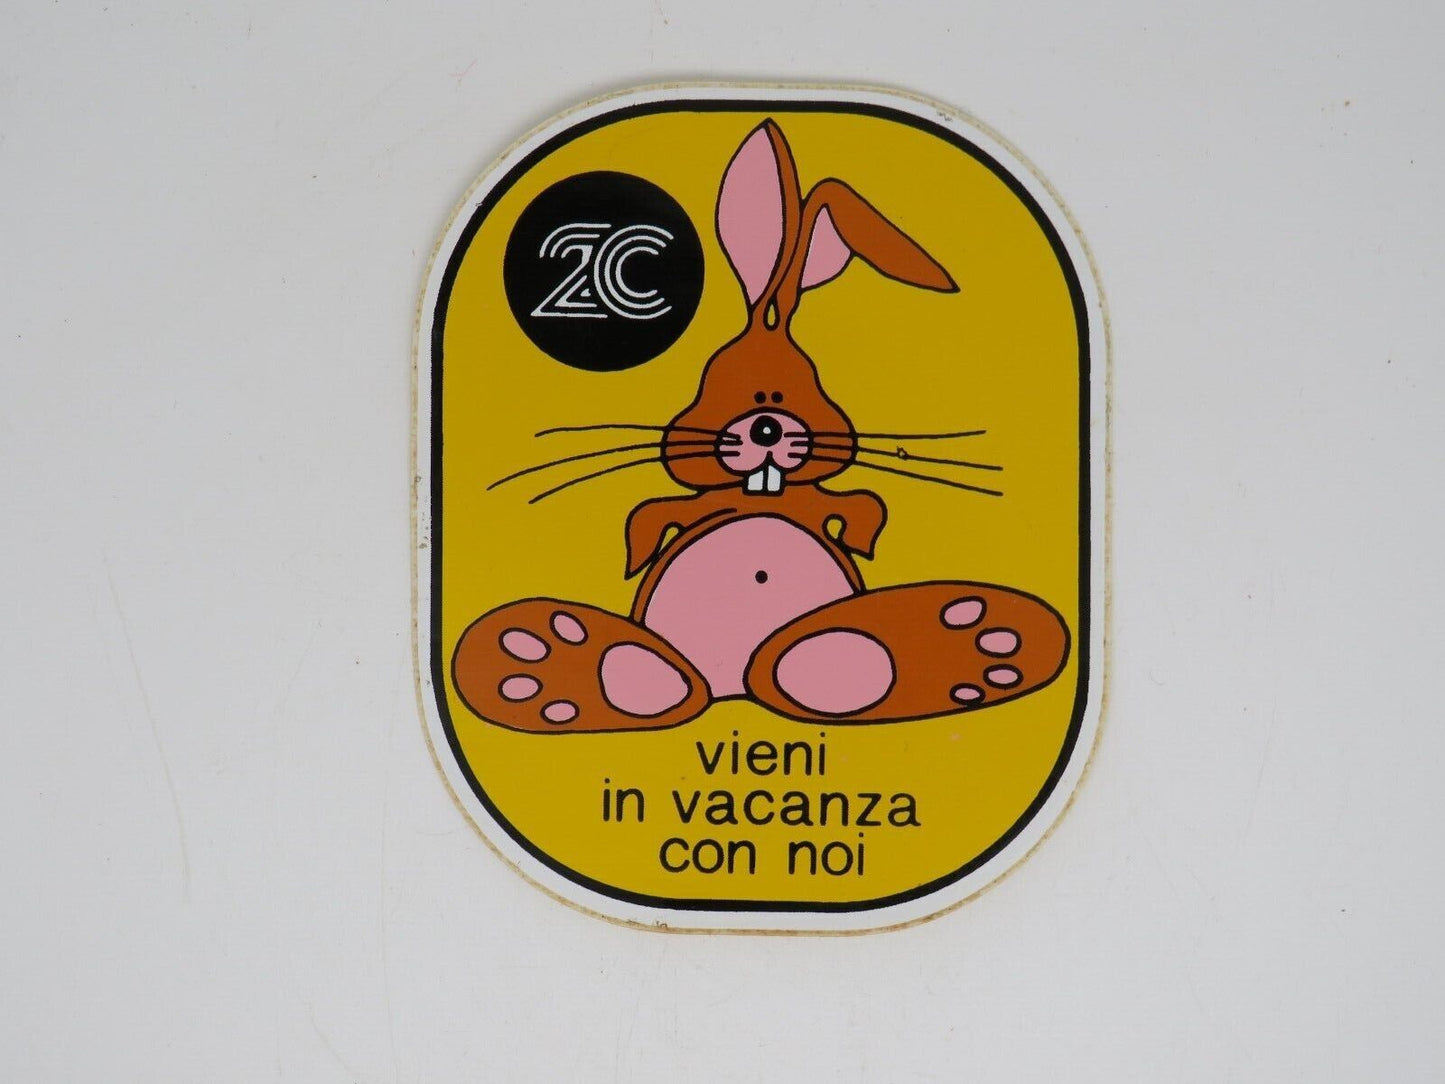 2C
vieni
in vacanza
con noi